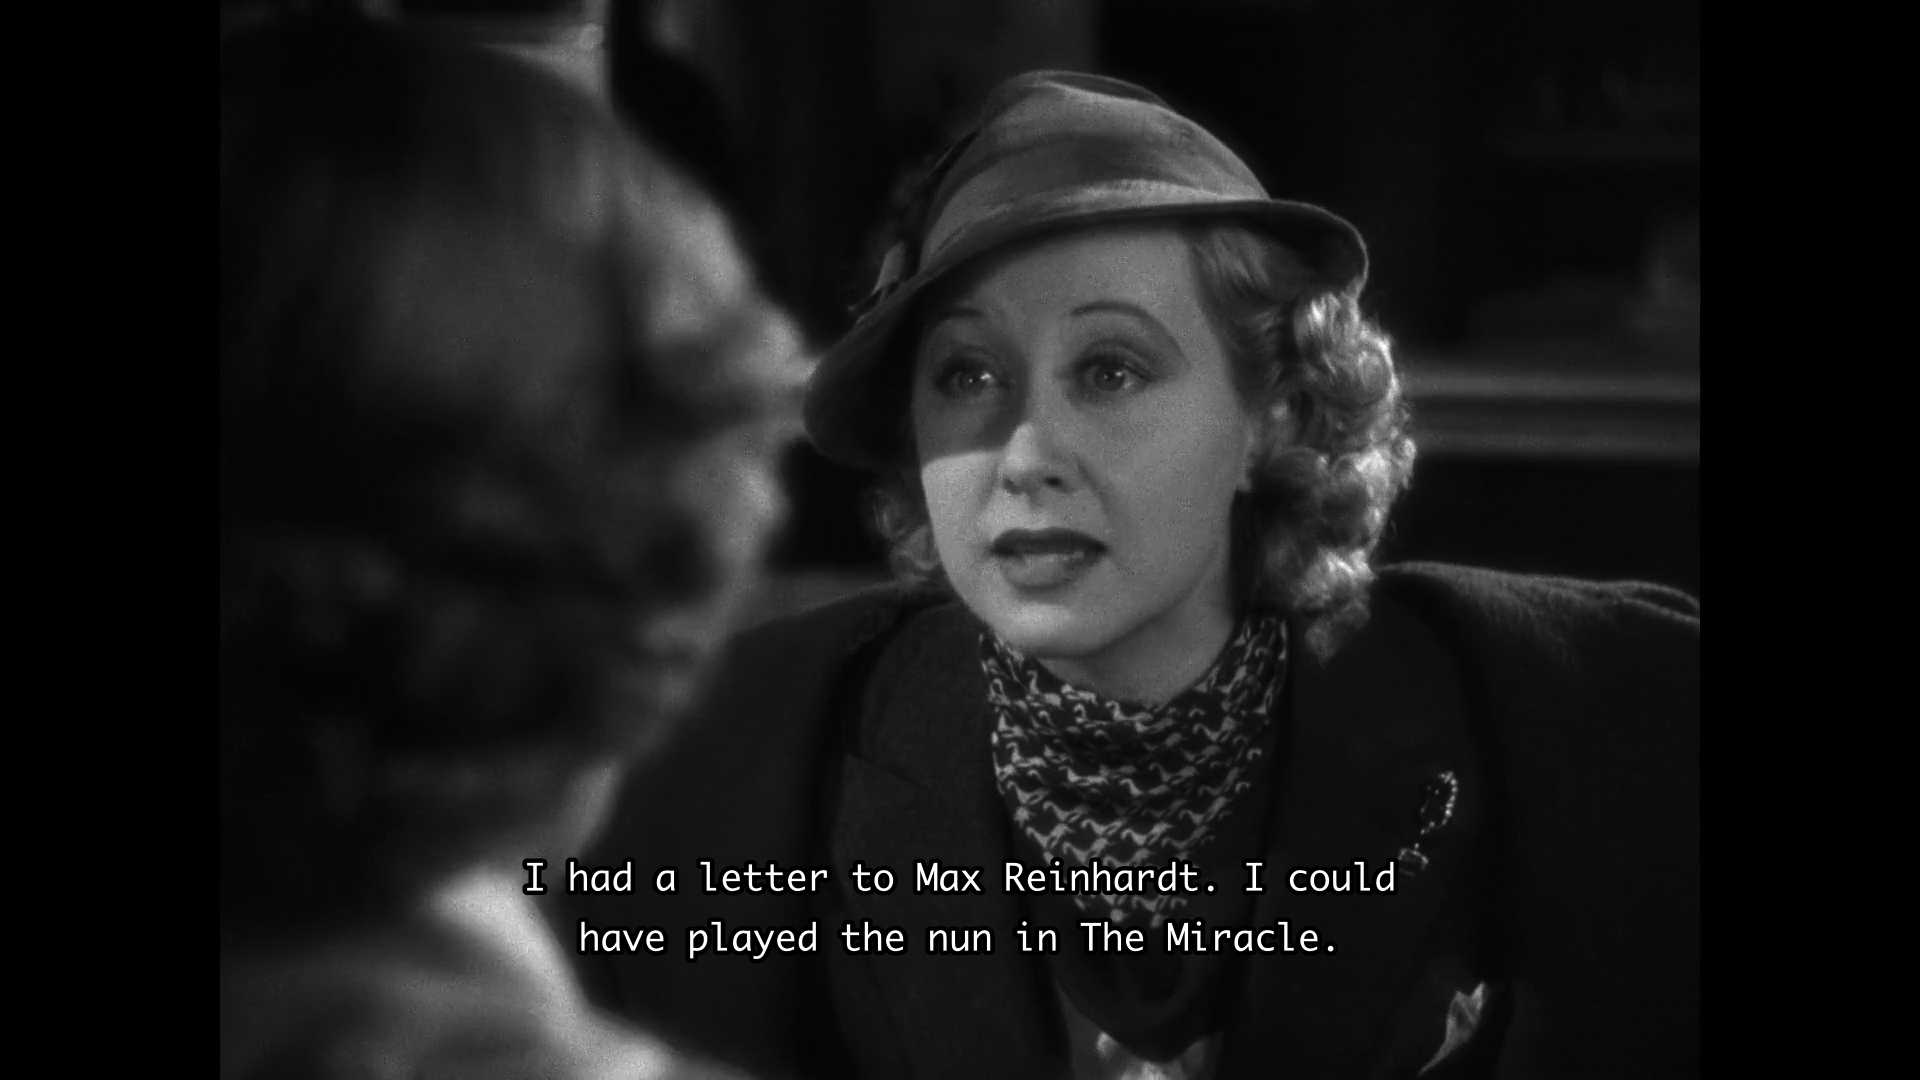 I had a letter to Max Reinhardt. I could
have played the nun in The Miracle.